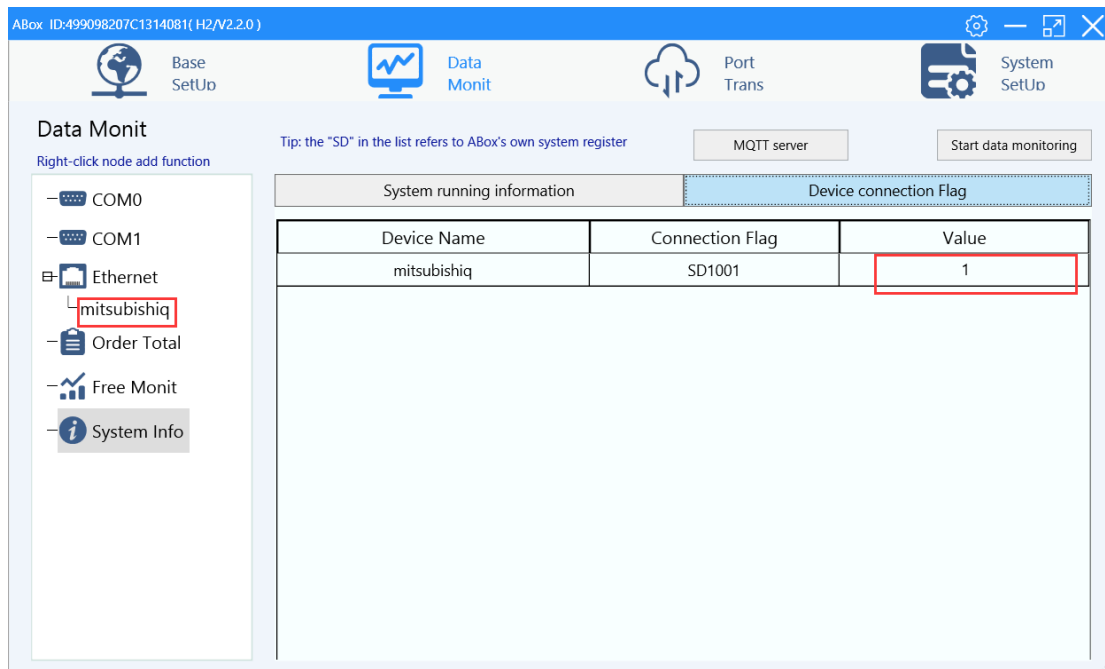 ABox ID:499098207C1314081( H2/V2.2.0 )
Base
SetUp
Data
Monit
Port
Trans
System
SetUp
Data Monit
Right-click node add function
Tip: the "SD" in the list refers to ABox's own system register
MQTT server
Start data monitoring
COM0
COM1
Ethernet
mitsubishiq
Order Total
Free Monit
System Info
System running information
Device connection Flag
Device Name Connection Flag Value
mitsubishiq SD1001 1